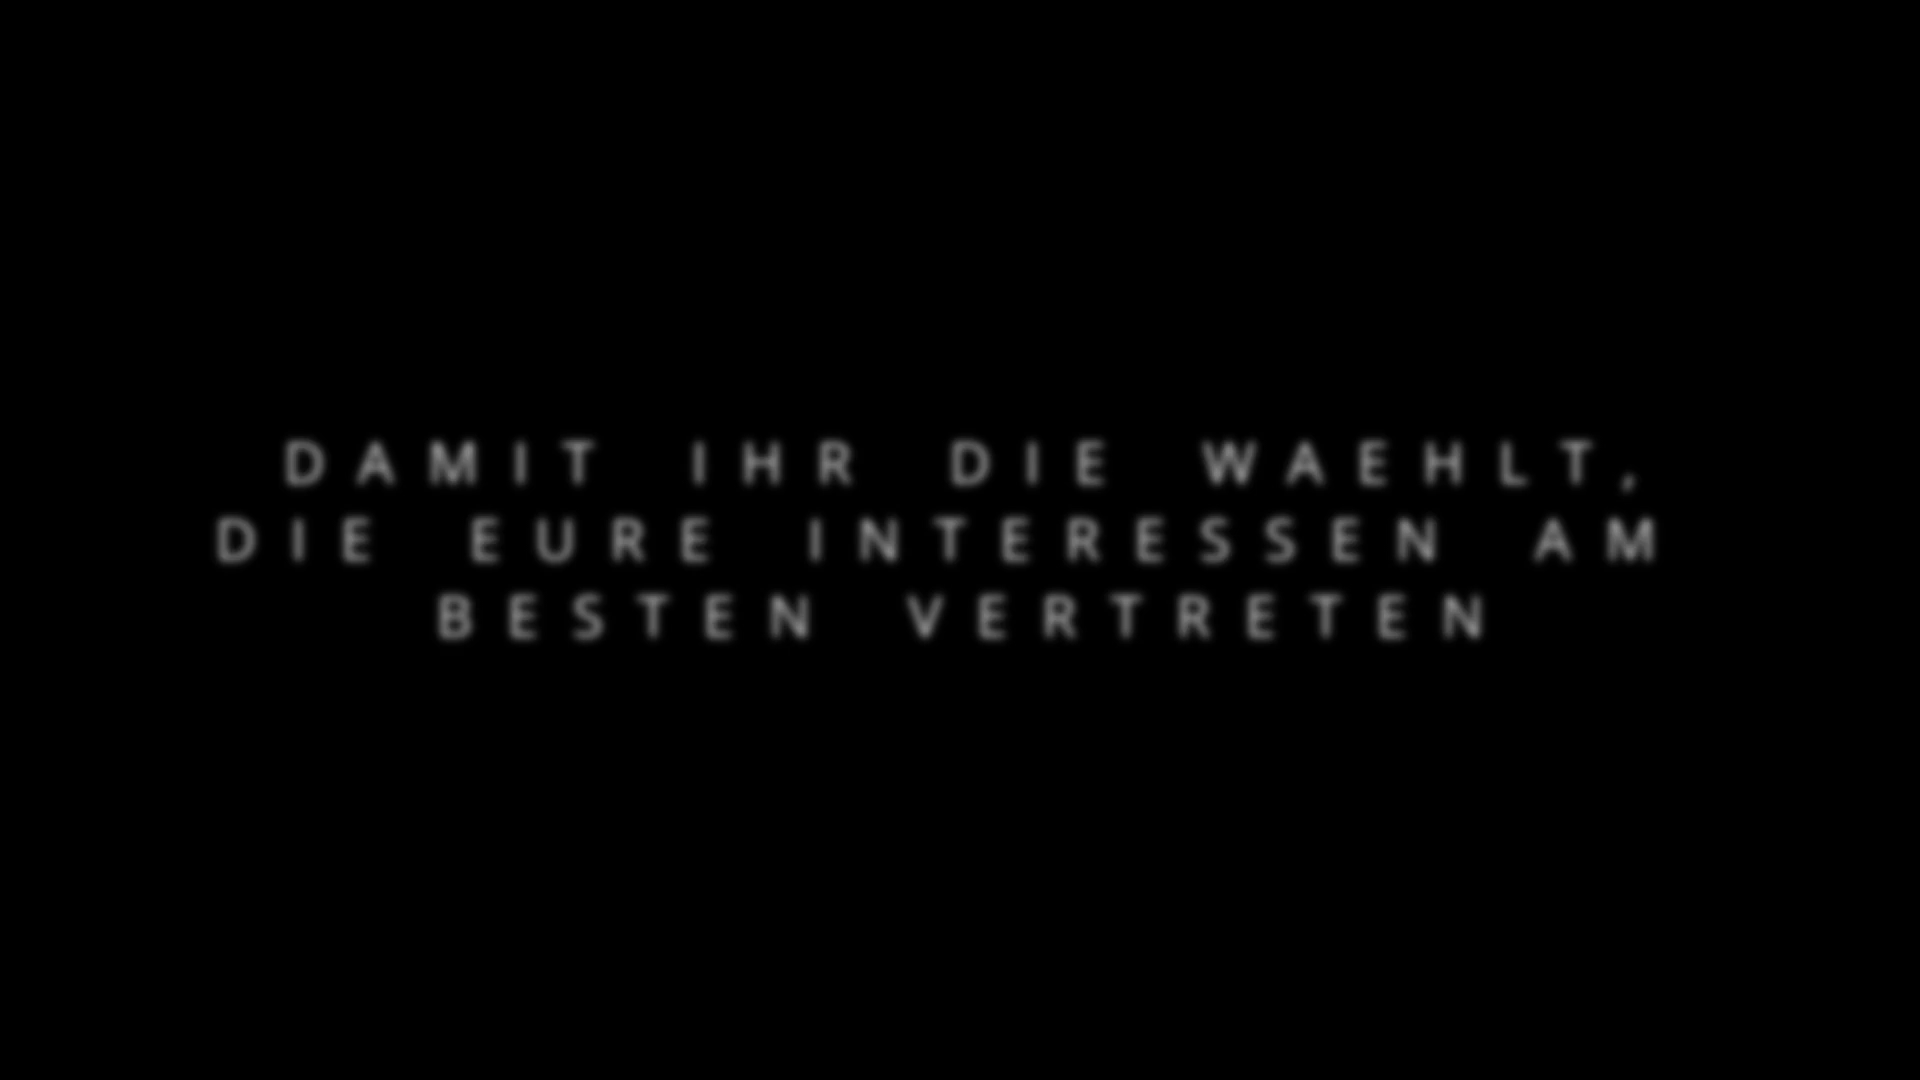 DAMIT IHR DIE WAEHLT,
DIE EURE INTERESSEN AM
BESTEN VERTRETEN